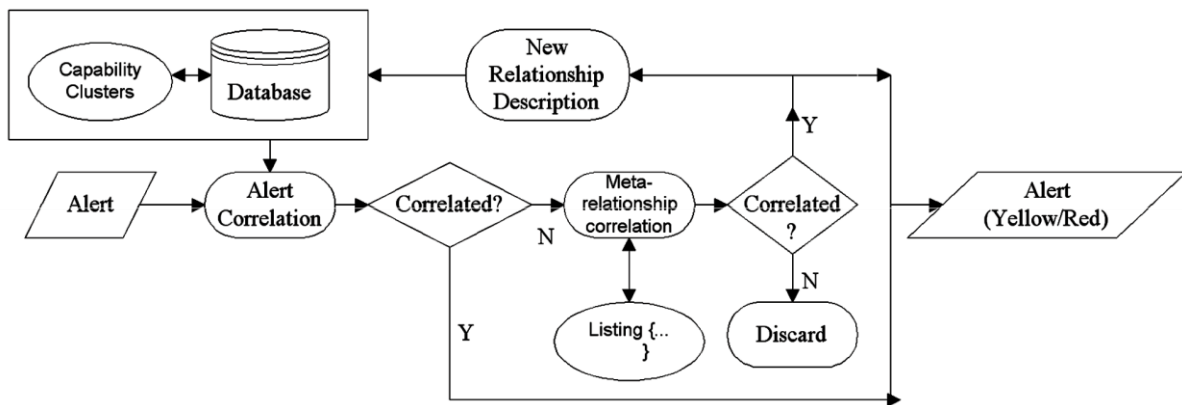 Capability
Clusters
Database
New
Relationship
Description
Y
Alert
Alert
Correlation
Correlated?
N
Meta-
relationship
correlation
Correlated
?
Alert
(Yellow/Red)
N
Y
Listing {...
}
Discard